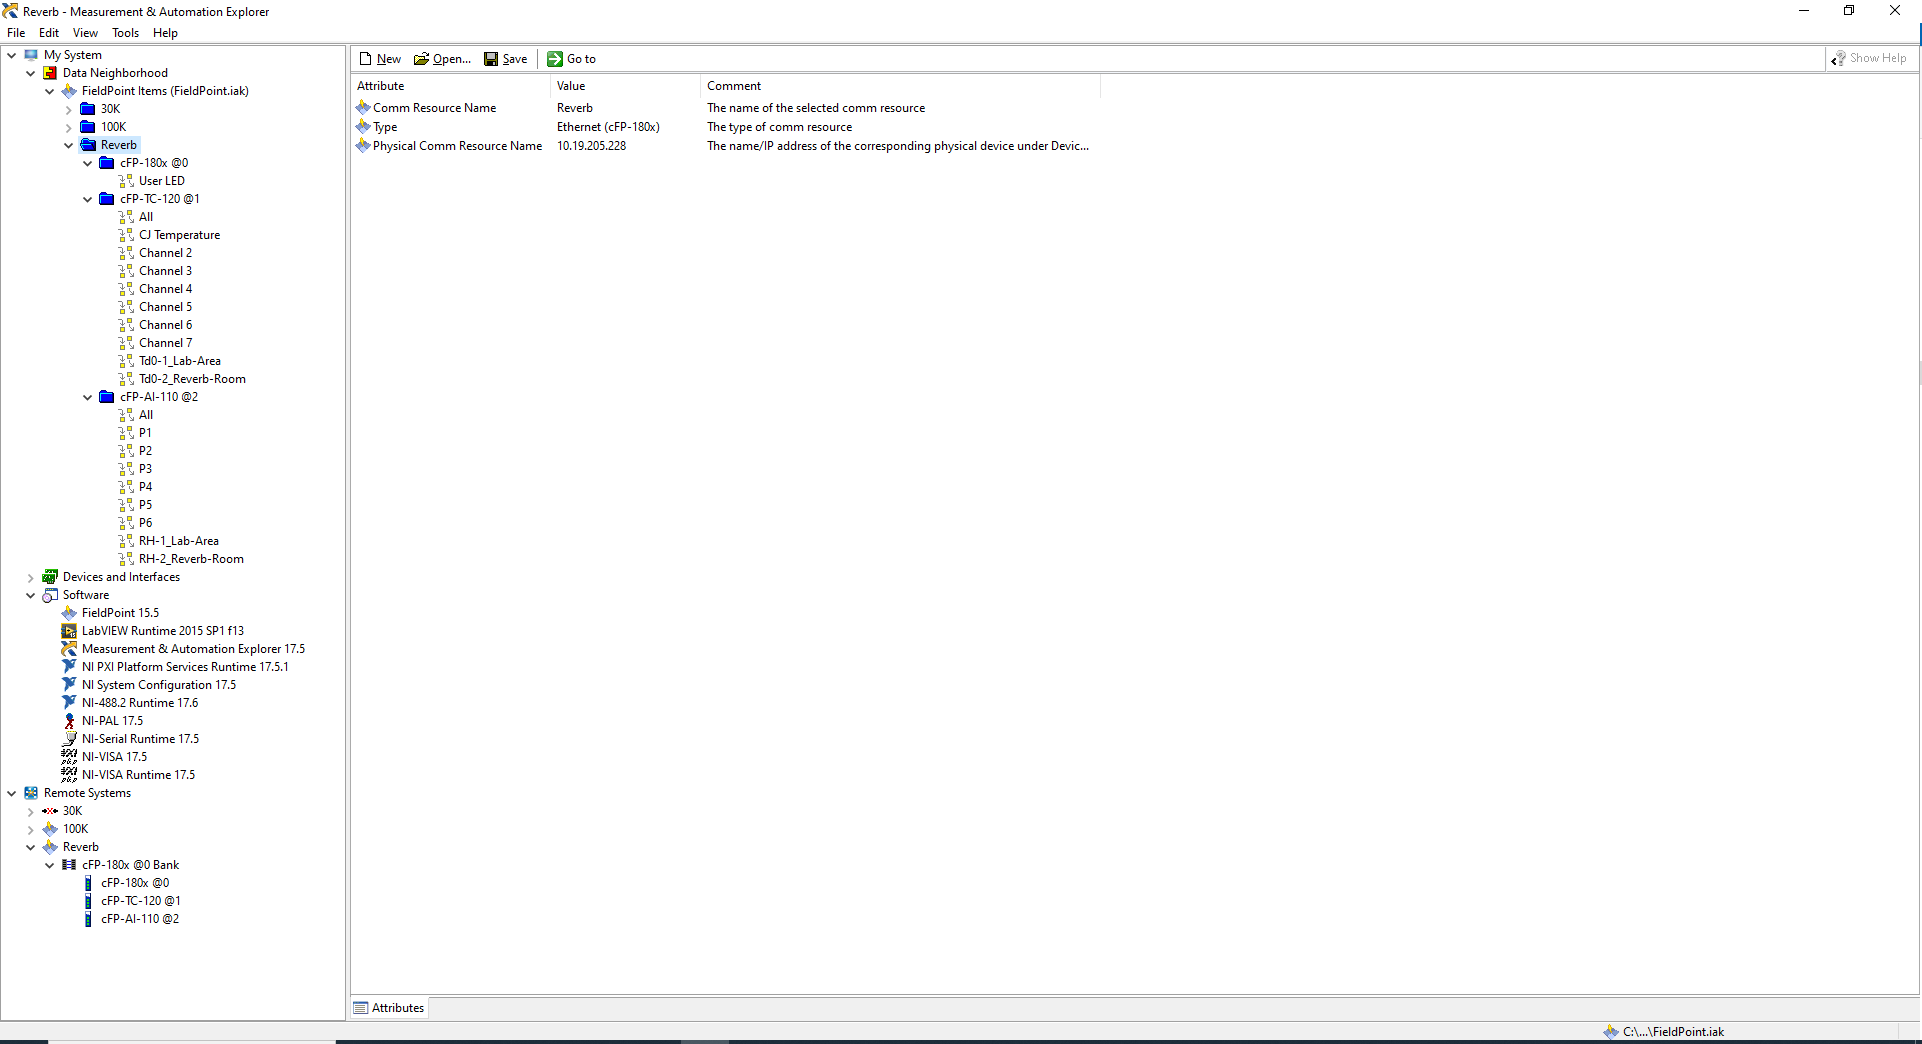 Reverb - Measurement & Automation Explorer
File Edit View Tools Help
My System
Data Neighborhood
FieldPoint Items (FieldPoint.iak)
30K
100K
Reverb
cFP-180x @0
User LED
cFP-TC-120 @1
All
CJ Temperature
Channel 2
Channel 3
Channel 4
Channel 5
Channel 6
Channel 7
Td0-1_Lab-Area
Td0-2_Reverb-Room
cFP-AI-110 @2
All
P1
P2
P3
P4
P5
P6
RH-1_Lab-Area
RH-2_Reverb-Room
Devices and Interfaces
Software
FieldPoint 15.5
LabVIEW Runtime 2015 SP1 f13
Measurement & Automation Explorer 17.5
NI PXI Platform Services Runtime 17.5.1
NI System Configuration 17.5
NI-488.2 Runtime 17.6
NI-PAL 17.5
NI-Serial Runtime 17.5
NI-VISA 17.5
NI-VISA Runtime 17.5
Remote Systems
30K
100K
Reverb
cFP-180x @0 Bank
cFP-180x @0
cFP-TC-120 @1
cFP-AI-110 @2
New Open... Save Go to Show Help
Attribute Value Comment
Comm Resource Name Reverb The name of the selected comm resource
Type Ethernet (cFP-180x) The type of comm resource
Physical Comm Resource Name 10.19.205.228 The name/IP address of the corresponding physical device under Devic...
Attributes
C:\...\FieldPoint.iak